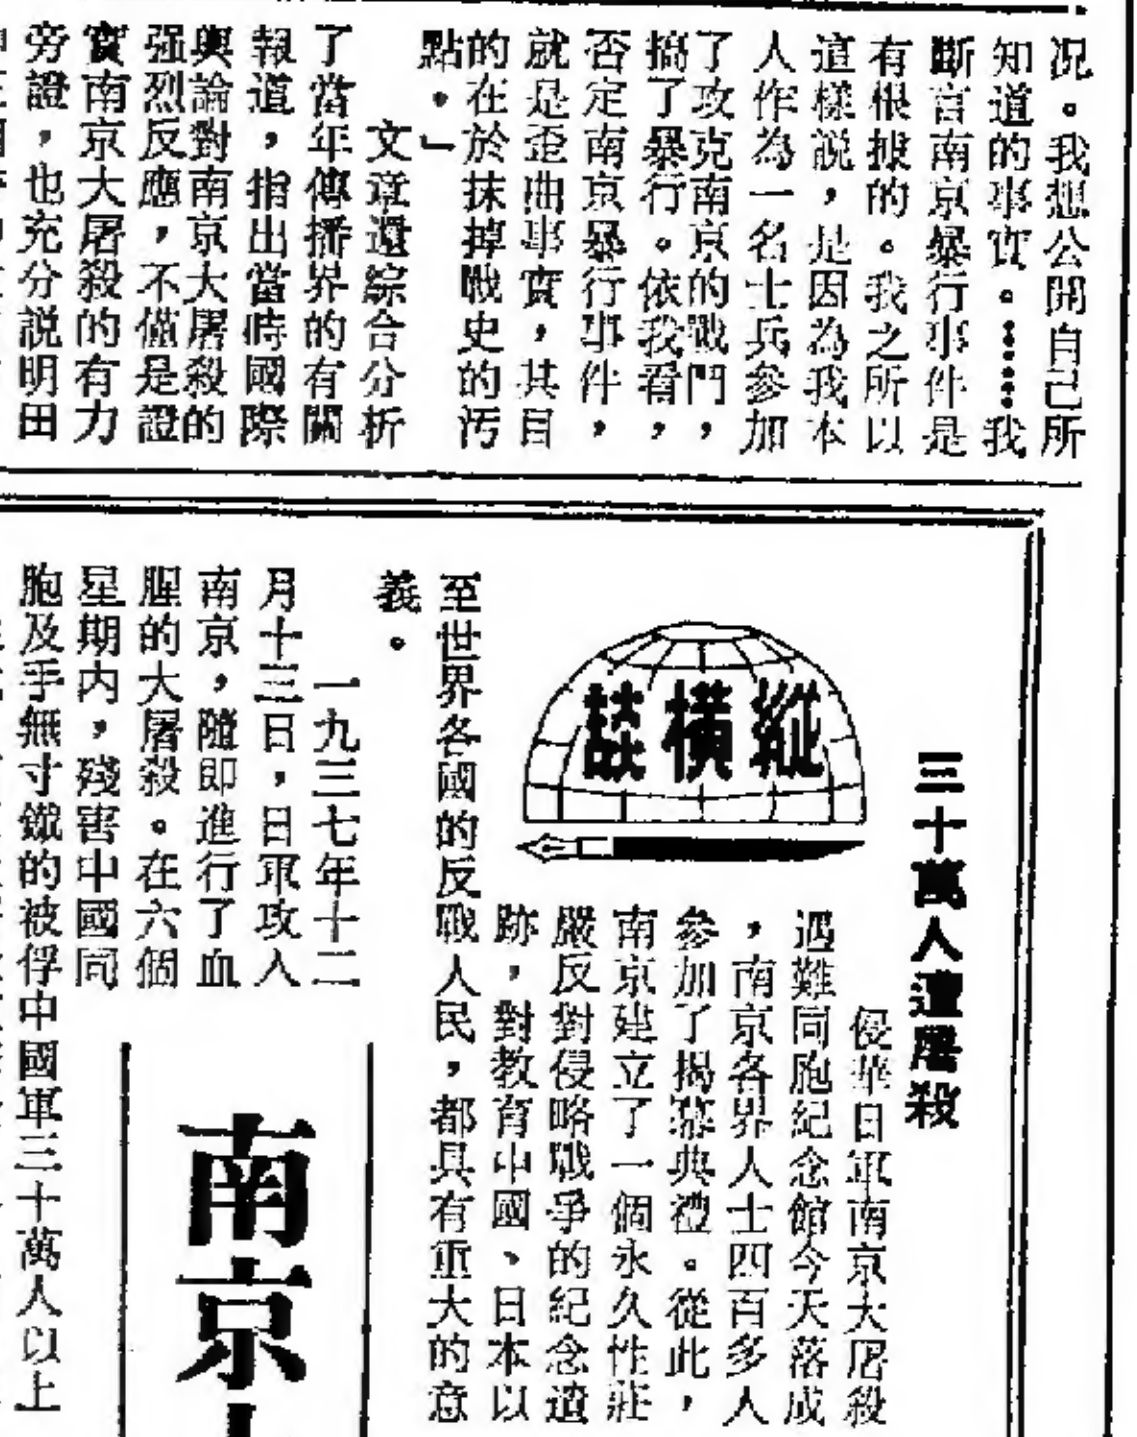 况。我想公開自己所
知道的事實。⋯⋯我
斷言南京暴行事件是
有根據的。我之所以
這樣説，是因為我本
人作為一名士兵參加
了攻克南京的戰鬥，
搞了暴行。依我看，
否定南京暴行事件，
就是歪曲事實，其目
的在於抹掉戰史的污
點。」
文章還綜合分析
了當年傳播界的有關
報道，指出當時國際
輿論對南京大屠殺的
强烈反應，不僅是證
實南京大屠殺的有力
旁證，也充分説明田
三十萬人遭屠殺
縱橫談
侵華日軍南京大屠殺
遇難同胞紀念館今天落成
，南京各界人士四百多人
參加了揭幕典禮。從此，
南京建立了一個永久性莊
嚴反對侵略戰爭的紀念遺
跡，對教育中國、日本以
至世界各國的反戰人民，都具有重大的意
義。
一九三七年十二
月十三日，日軍攻入
南京，隨即進行了血
腥的大屠殺。在六個
星期内，殘害中國同
胞及手無寸鐵的被俘中國軍三十萬人以上
南京